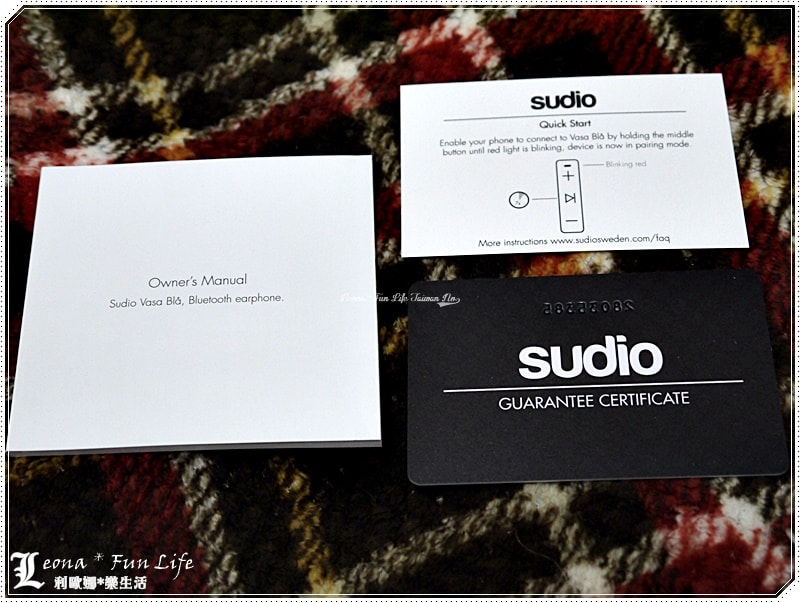 sudio
Quick Start
Enable your phone to connect to Vasa Blå by holding the middle
button until red light is blinking, device is now in pairing mode.
Blinking red
More instructions www.sudiosweden.com/faq
Owner's Manual
Sudio Vasa Blå, Bluetooth earphone.
sudio
GUARANTEE CERTIFICATE
Leona * Fun Life
利歐娜*樂生活